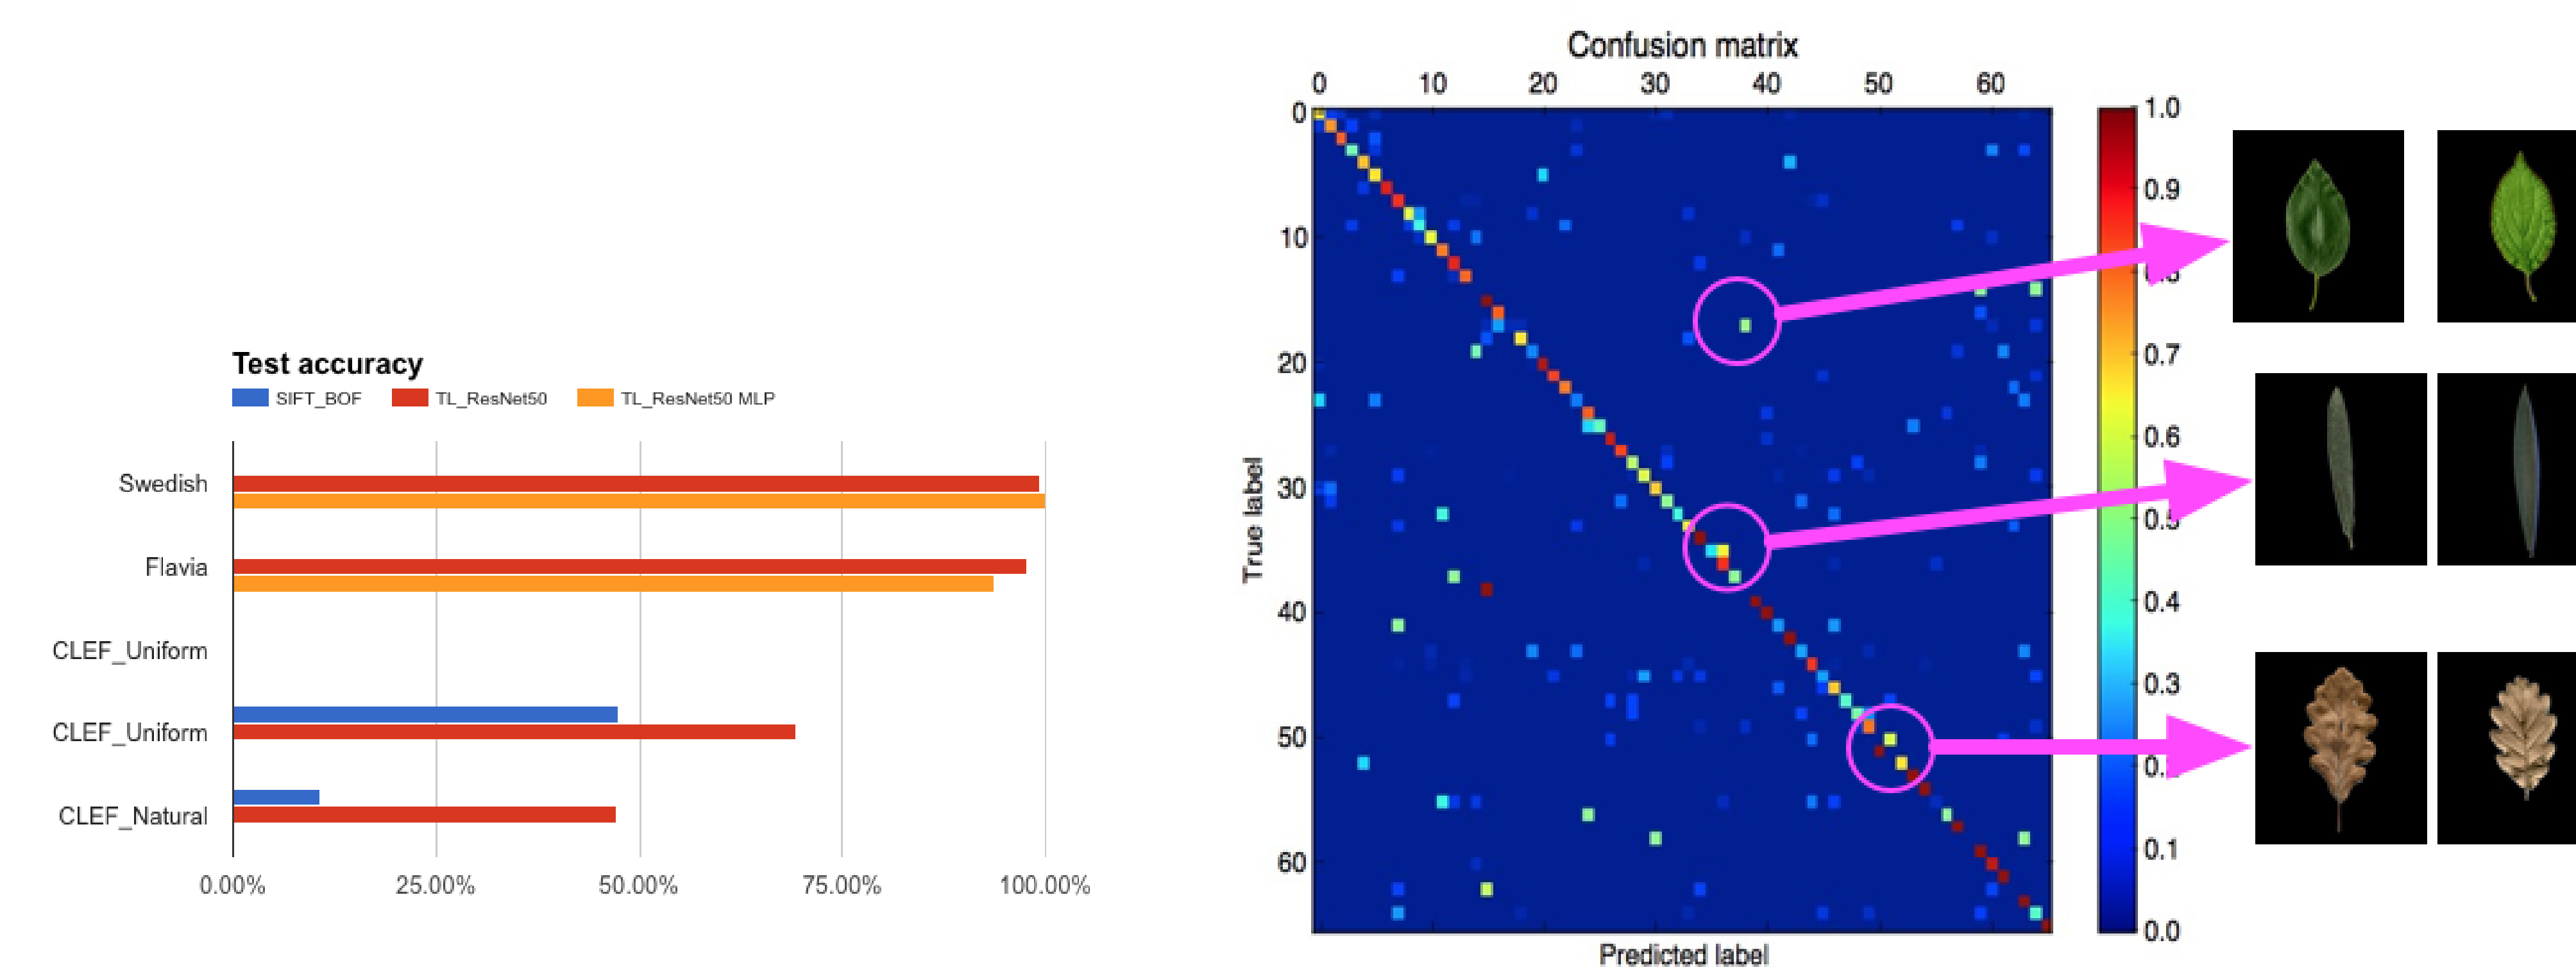 Test accuracy
SIFT_BOF TL_ResNet50 TL_ResNet50 MLP
Swedish
Flavia
CLEF_Uniform
CLEF_Uniform
CLEF_Natural
0.00% 25.00% 50.00% 75.00% 100.00%
Confusion matrix
0 10 20 30 40 50 60
True label
0
10
20
30
40
50
60
Predicted label
1.0
0.9
0.7
0.6
0.4
0.3
0.1
0.0